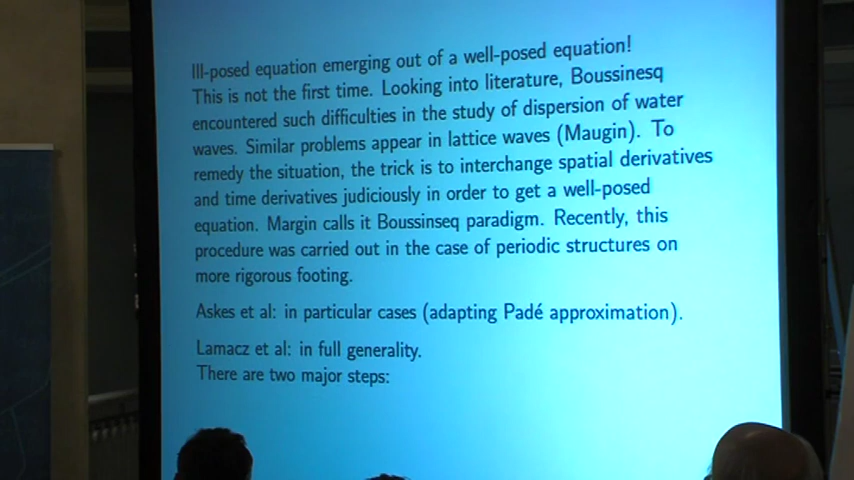 Ill-posed equation emerging out of a well-posed equation!
This is not the first time. Looking into literature, Boussinesq
encountered such difficulties in the study of dispersion of water
waves. Similar problems appear in lattice waves (Maugin). To
remedy the situation, the trick is to interchange spatial derivatives
and time derivatives judiciously in order to get a well-posed
equation. Margin calls it Boussinseq paradigm. Recently, this
procedure was carried out in the case of periodic structures on
more rigorous footing.
Askes et al: in particular cases (adapting Padé approximation).
Lamacz et al: in full generality.
There are two major steps: